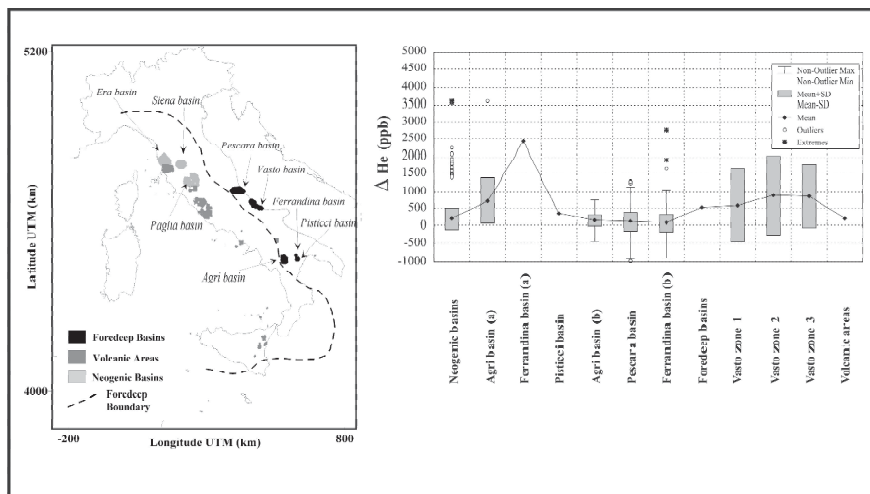 5200
Era basin
Siena basin
Pescara basin
Vasto basin
Ferrandina basin
Pisticci basin
Paglia basin
Agri basin
Latitude UTM (km)
Foredeep Basins
Volcanic Areas
Neogenic Basins
Foredeep
Boundary
4000
-200
800
Longitude UTM (km)
Δ He (ppb)
5000
4500
4000
3500
3000
2500
2000
1500
1000
500
0
-500
-1000
Non-Outlier Max
Non-Outlier Min
Mean+SD
Mean-SD
Mean
Outliers
Extremes
Neogenic basins
Agri basin (a)
Ferrandina basin (a)
Pisticci basin
Agri basin (b)
Pescara basin
Ferrandina basin (b)
Foredeep basins
Vasto zone 1
Vasto zone 2
Vasto zone 3
Volcanic areas